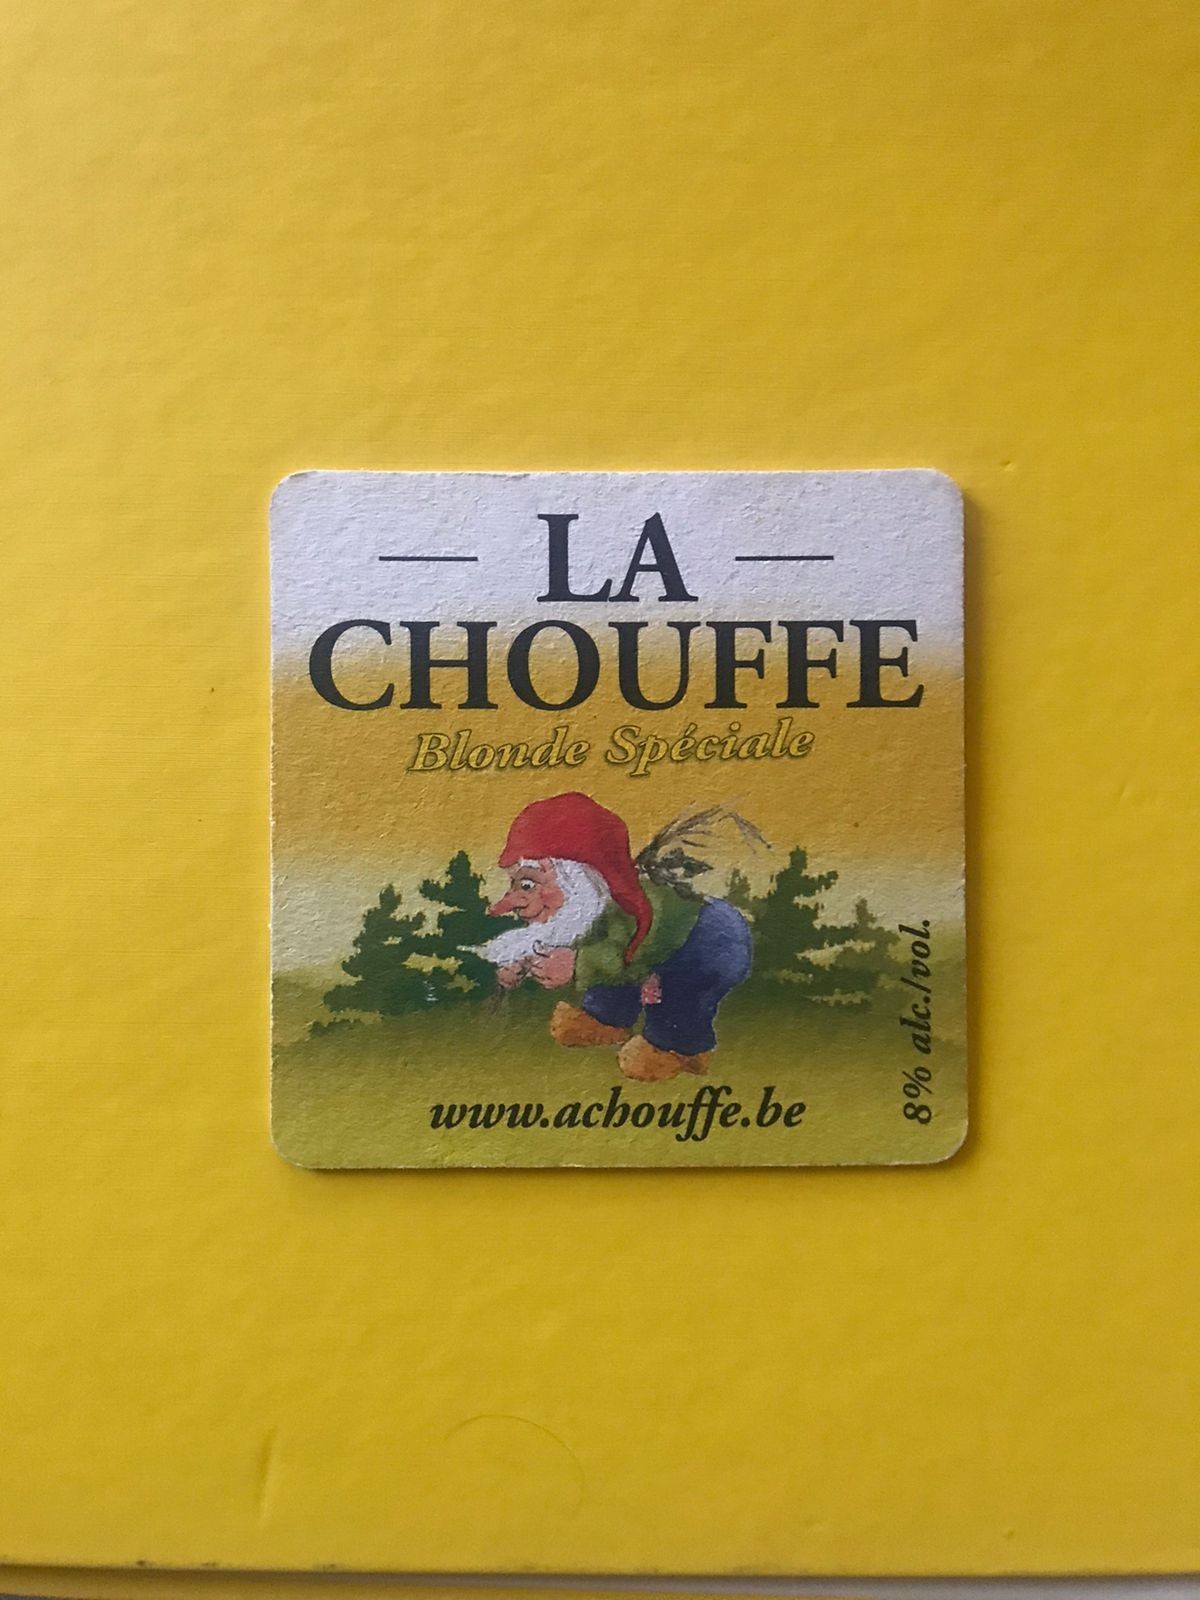 LA
CHOUFFE
Blonde Spéciale
www.achouffe.be
8% alc./vol.